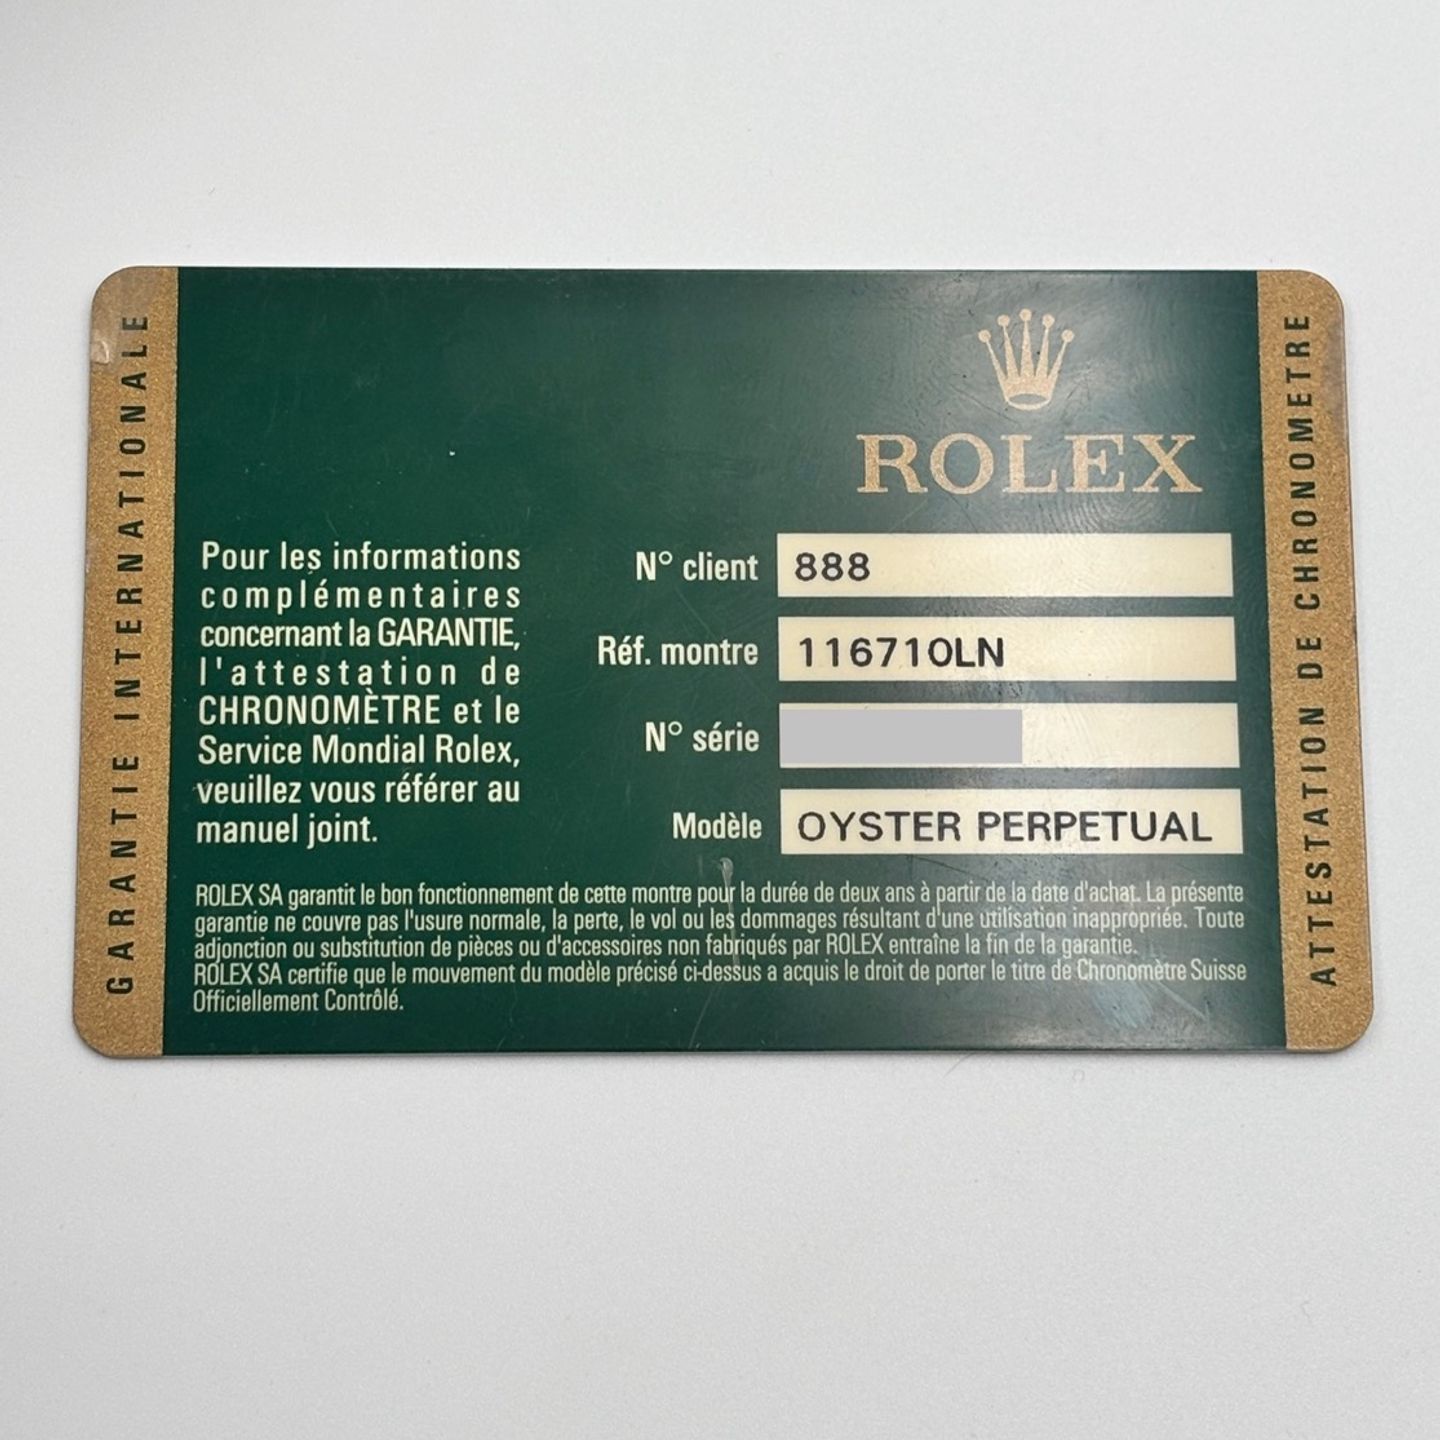 GARANTIE INTERNATIONALE
ROLEX
Pour les informations
complémentaires
concernant la GARANTIE,
l'attestation de
CHRONOMÈTRE et le
Service Mondial Rolex,
veuillez vous référer au
manuel joint.
N° client 888
Réf. montre 116710LN
N° série
Modèle OYSTER PERPETUAL
ROLEX SA garantit le bon fonctionnement de cette montre pour la durée de deux ans à partir de la date d'achat. La présente
garantie ne couvre pas l'usure normale, la perte, le vol ou les dommages résultant d'une utilisation inappropriée. Toute
adjonction ou substitution de pièces ou d'accessoires non fabriqués par ROLEX entraîne la fin de la garantie.
ROLEX SA certifie que le mouvement du modèle précisé ci-dessus a acquis le droit de porter le titre de Chronomètre Suisse
Officiellement Contrôlé.
ATTESTATION DE CHRONOMETRE